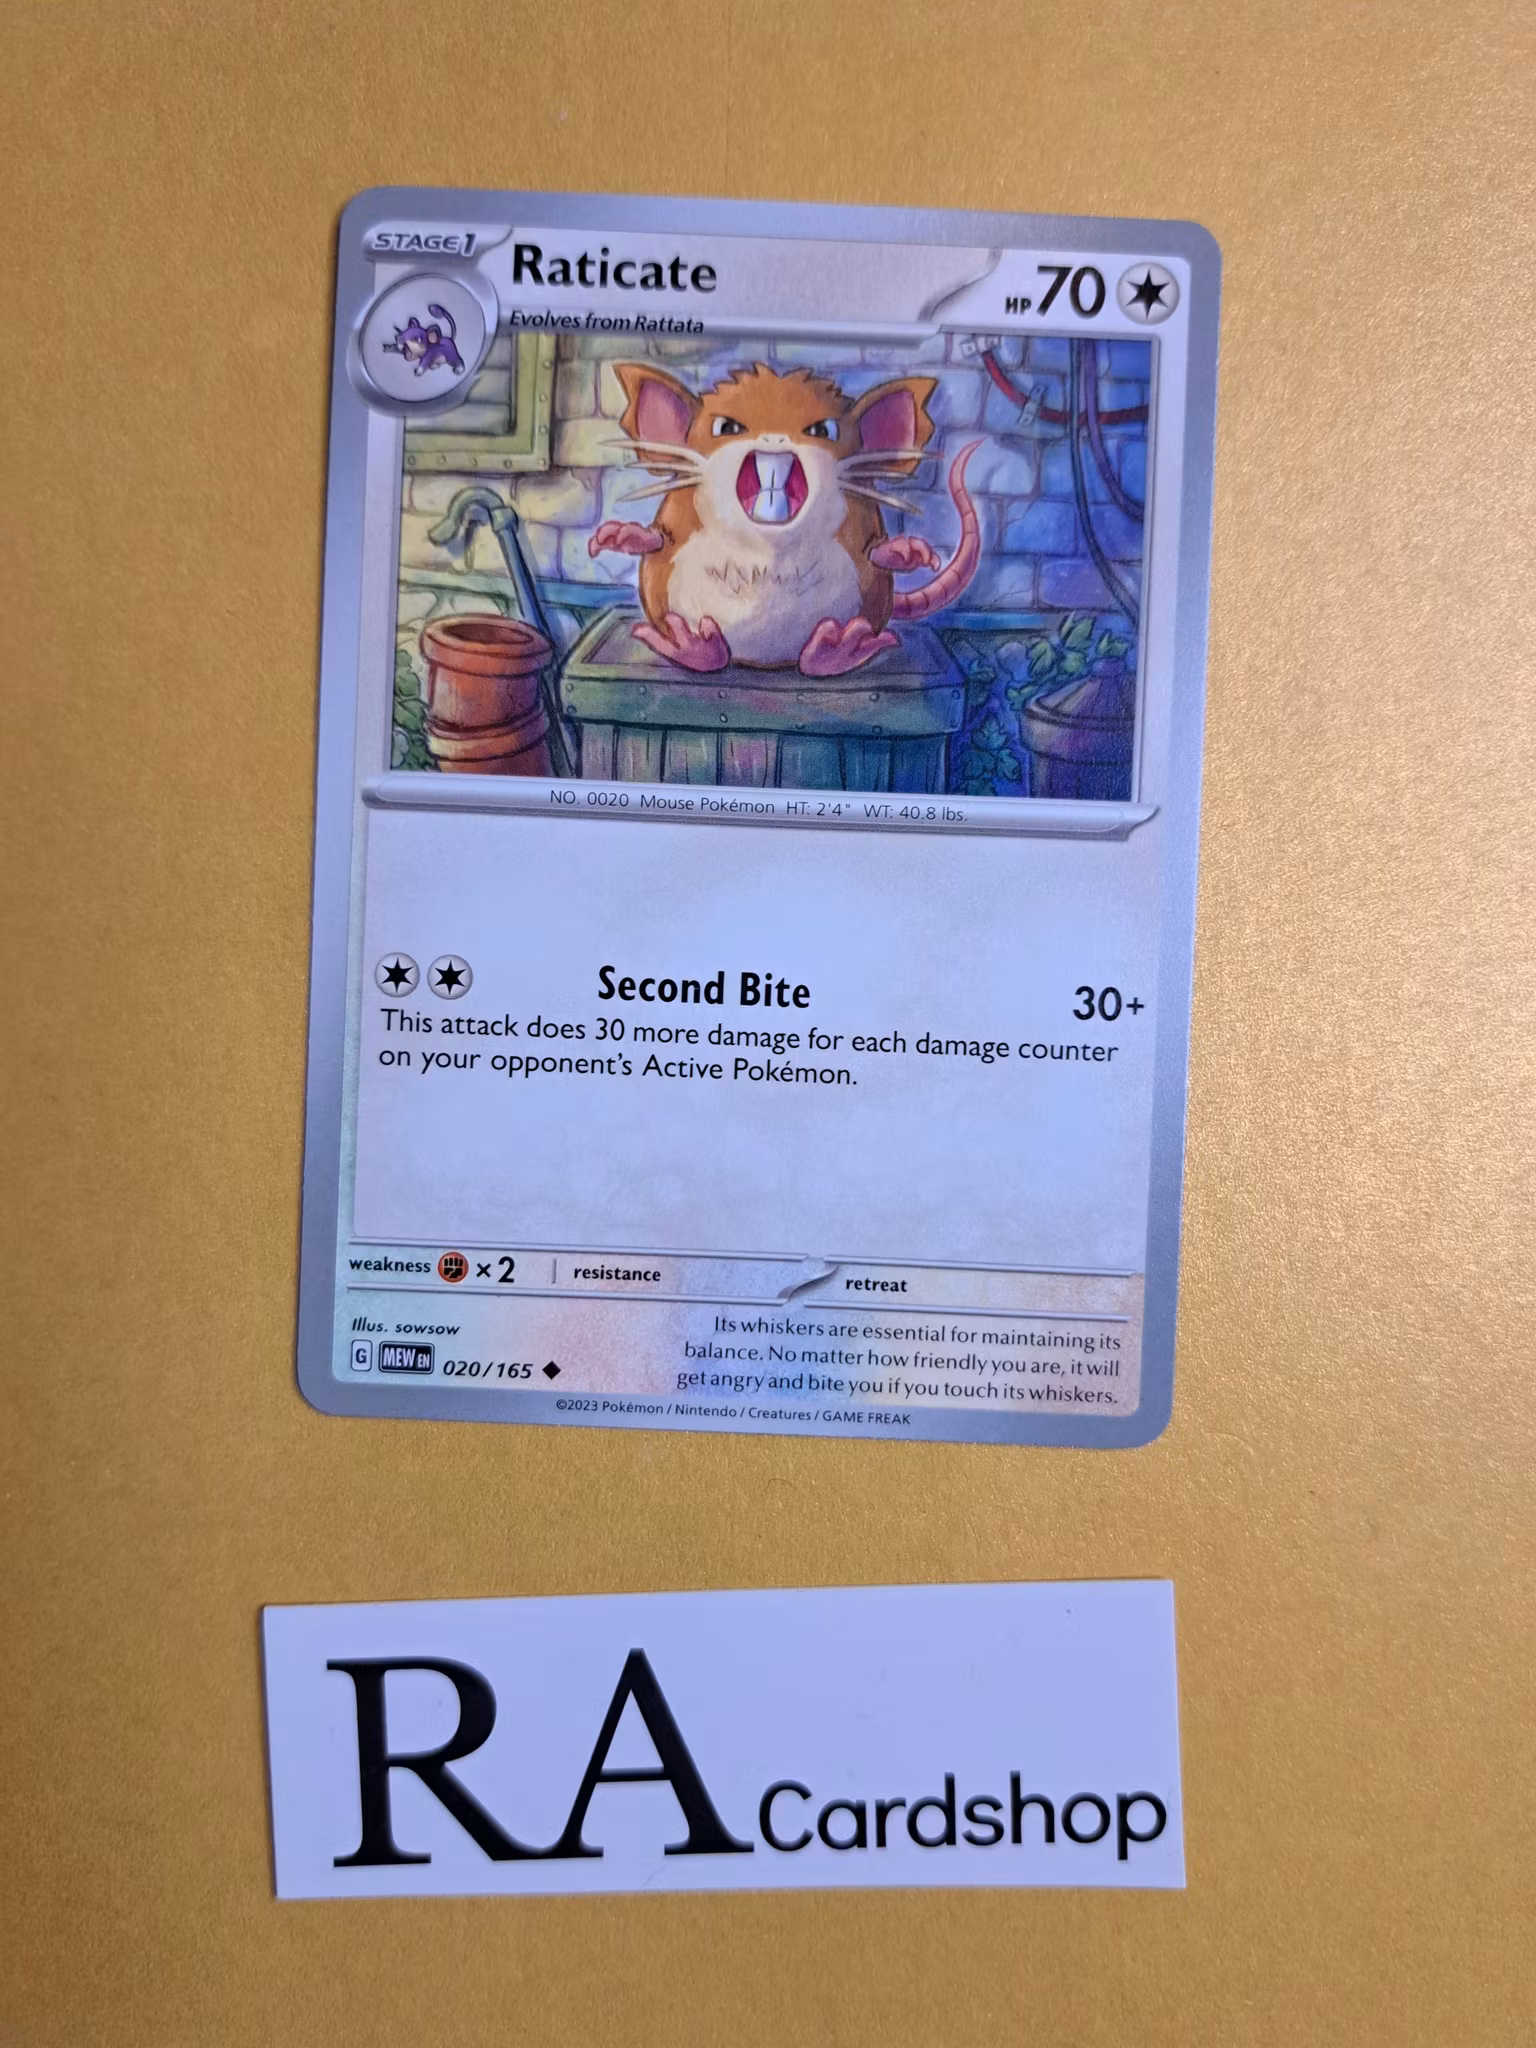 STAGE1
Raticate
HP 70
Evolves from Rattata
NO. 0020 Mouse Pokémon HT: 2'4" WT: 40.8 lbs.
Second Bite 30+
This attack does 30 more damage for each damage counter
on your opponent's Active Pokémon.
weakness ×2 resistance retreat
Illus. sowsow
G MEW EN 020/165
Its whiskers are essential for maintaining its
balance. No matter how friendly you are, it will
get angry and bite you if you touch its whiskers.
©2023 Pokémon / Nintendo / Creatures / GAME FREAK
RA Cardshop